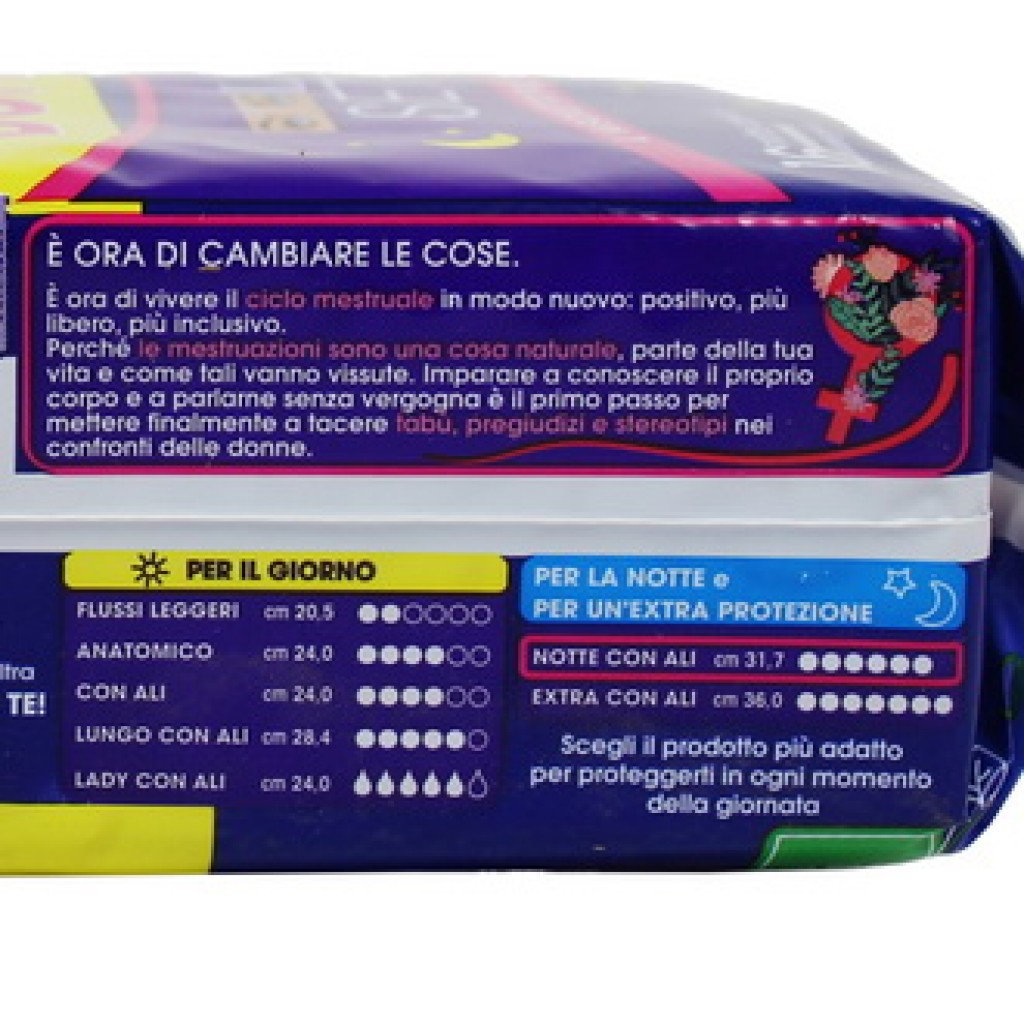 È ORA DI CAMBIARE LE COSE.
È ora di vivere il ciclo mestruale in modo nuovo: positivo, più
libero, più inclusivo.
Perché le mestruazioni sono una cosa naturale, parte della tua
vita e come tali vanno vissute. Imparare a conoscere il proprio
corpo e a parlarne senza vergogna è il primo passo per
mettere finalmente a tacere tabù, pregiudizi e stereotipi nei
confronti delle donne.
PER IL GIORNO
FLUSSI LEGGERI cm 20,5
ANATOMICO cm 24,0
CON ALI cm 24,0
LUNGO CON ALI cm 28,4
LADY CON ALI cm 24,0
TE!
PER LA NOTTE e
PER UN'EXTRA PROTEZIONE
NOTTE CON ALI cm 31,7
EXTRA CON ALI cm 36,0
Scegli il prodotto più adatto
per proteggerti in ogni momento
della giornata